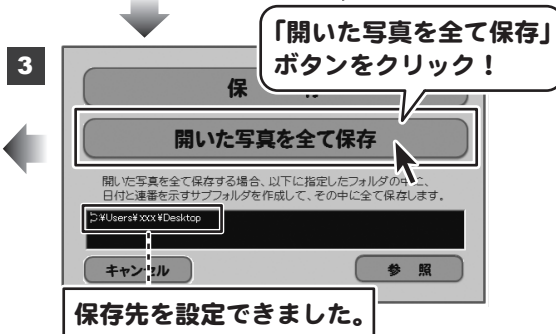 「開いた写真を全て保存」
ボタンをクリック！
3
保
開いた写真を全て保存
開いた写真を全て保存する場合、以下に指定したフォルダの中に、
日付と連番を示すサブフォルダを作成して、その中に全て保存します。
:¥Users¥xxx¥Desktop
キャンセル
参 照
保存先を設定できました。